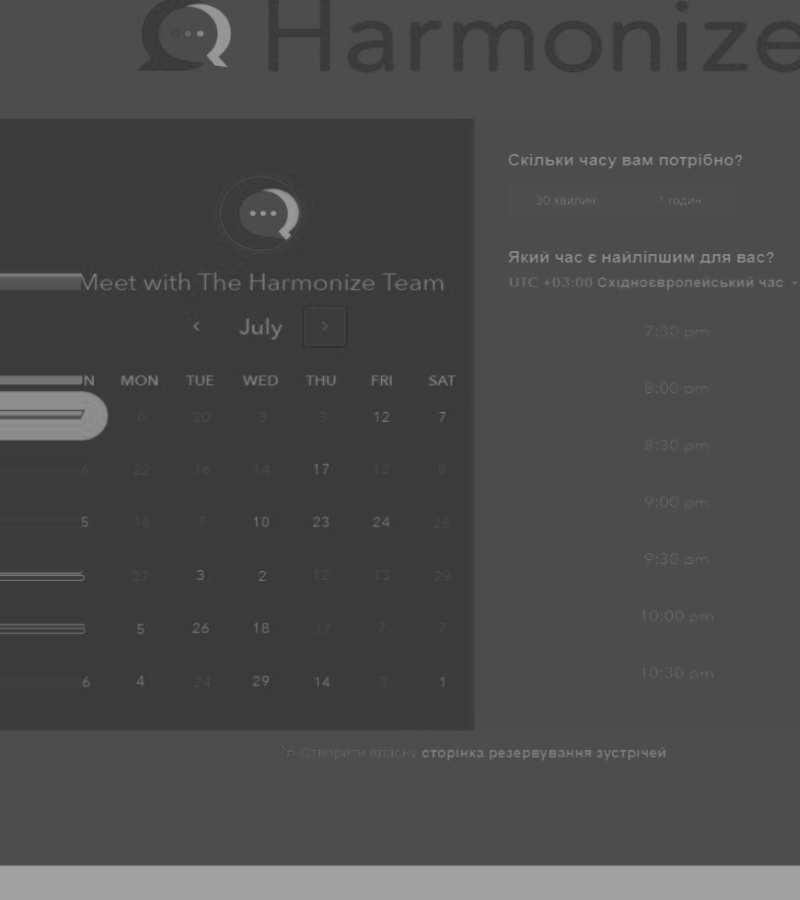 Harmonize
Meet with The Harmonize Team
July
N MON TUE WED THU FRI SAT
8 20 3 3 12 7
6 22 16 14 17 12 8
5 16 7 10 23 24 25
27 3 2 12 13 29
5 26 18 17 7 7
6 4 24 29 14 3 1
Скільки часу вам потрібно?
30 хвилин 1 годин
Який час є найліпшим для вас?
UTC +03:00 Східноєвропейський час
7:30 pm
8:00 pm
8:30 pm
9:00 pm
9:30 pm
10:00 pm
10:30 pm
Створити власну сторінка резервування зустрічей